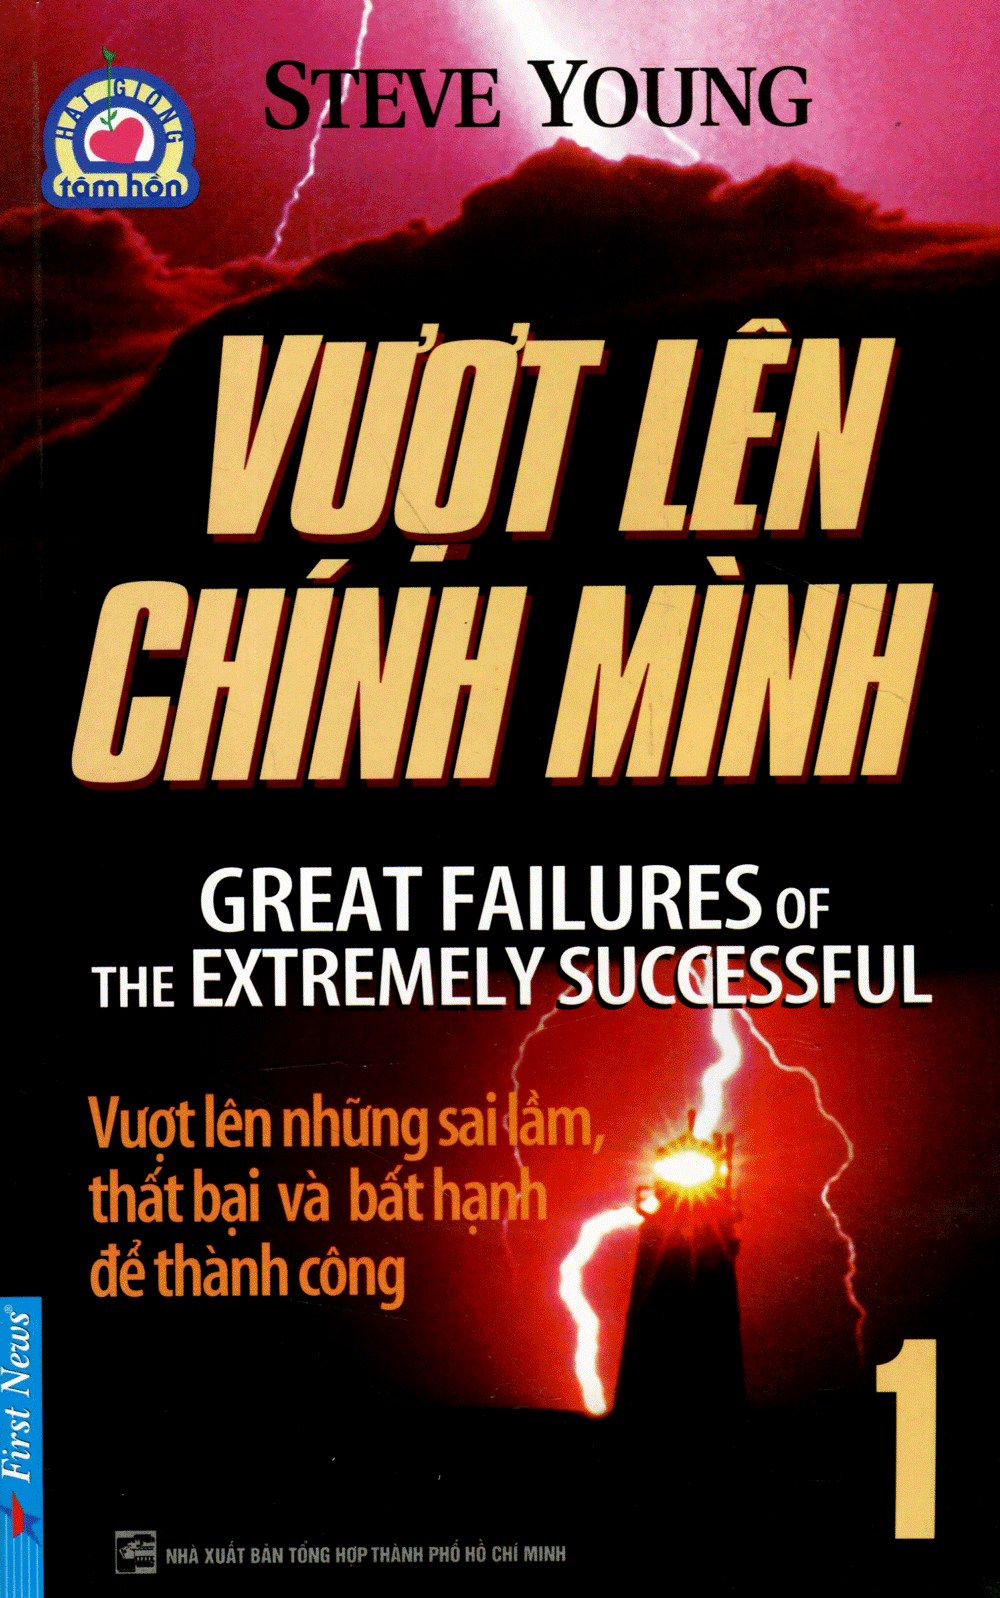 STEVE YOUNG
HẠT GIỐNG
tâm hồn
VƯỢT LÊN
CHÍNH MÌNH
GREAT FAILURES OF
THE EXTREMELY SUCCESSFUL
Vượt lên những sai lầm,
thất bại và bất hạnh
để thành công
First News®
1
NHÀ XUẤT BẢN TỔNG HỢP THÀNH PHỐ HỒ CHÍ MINH